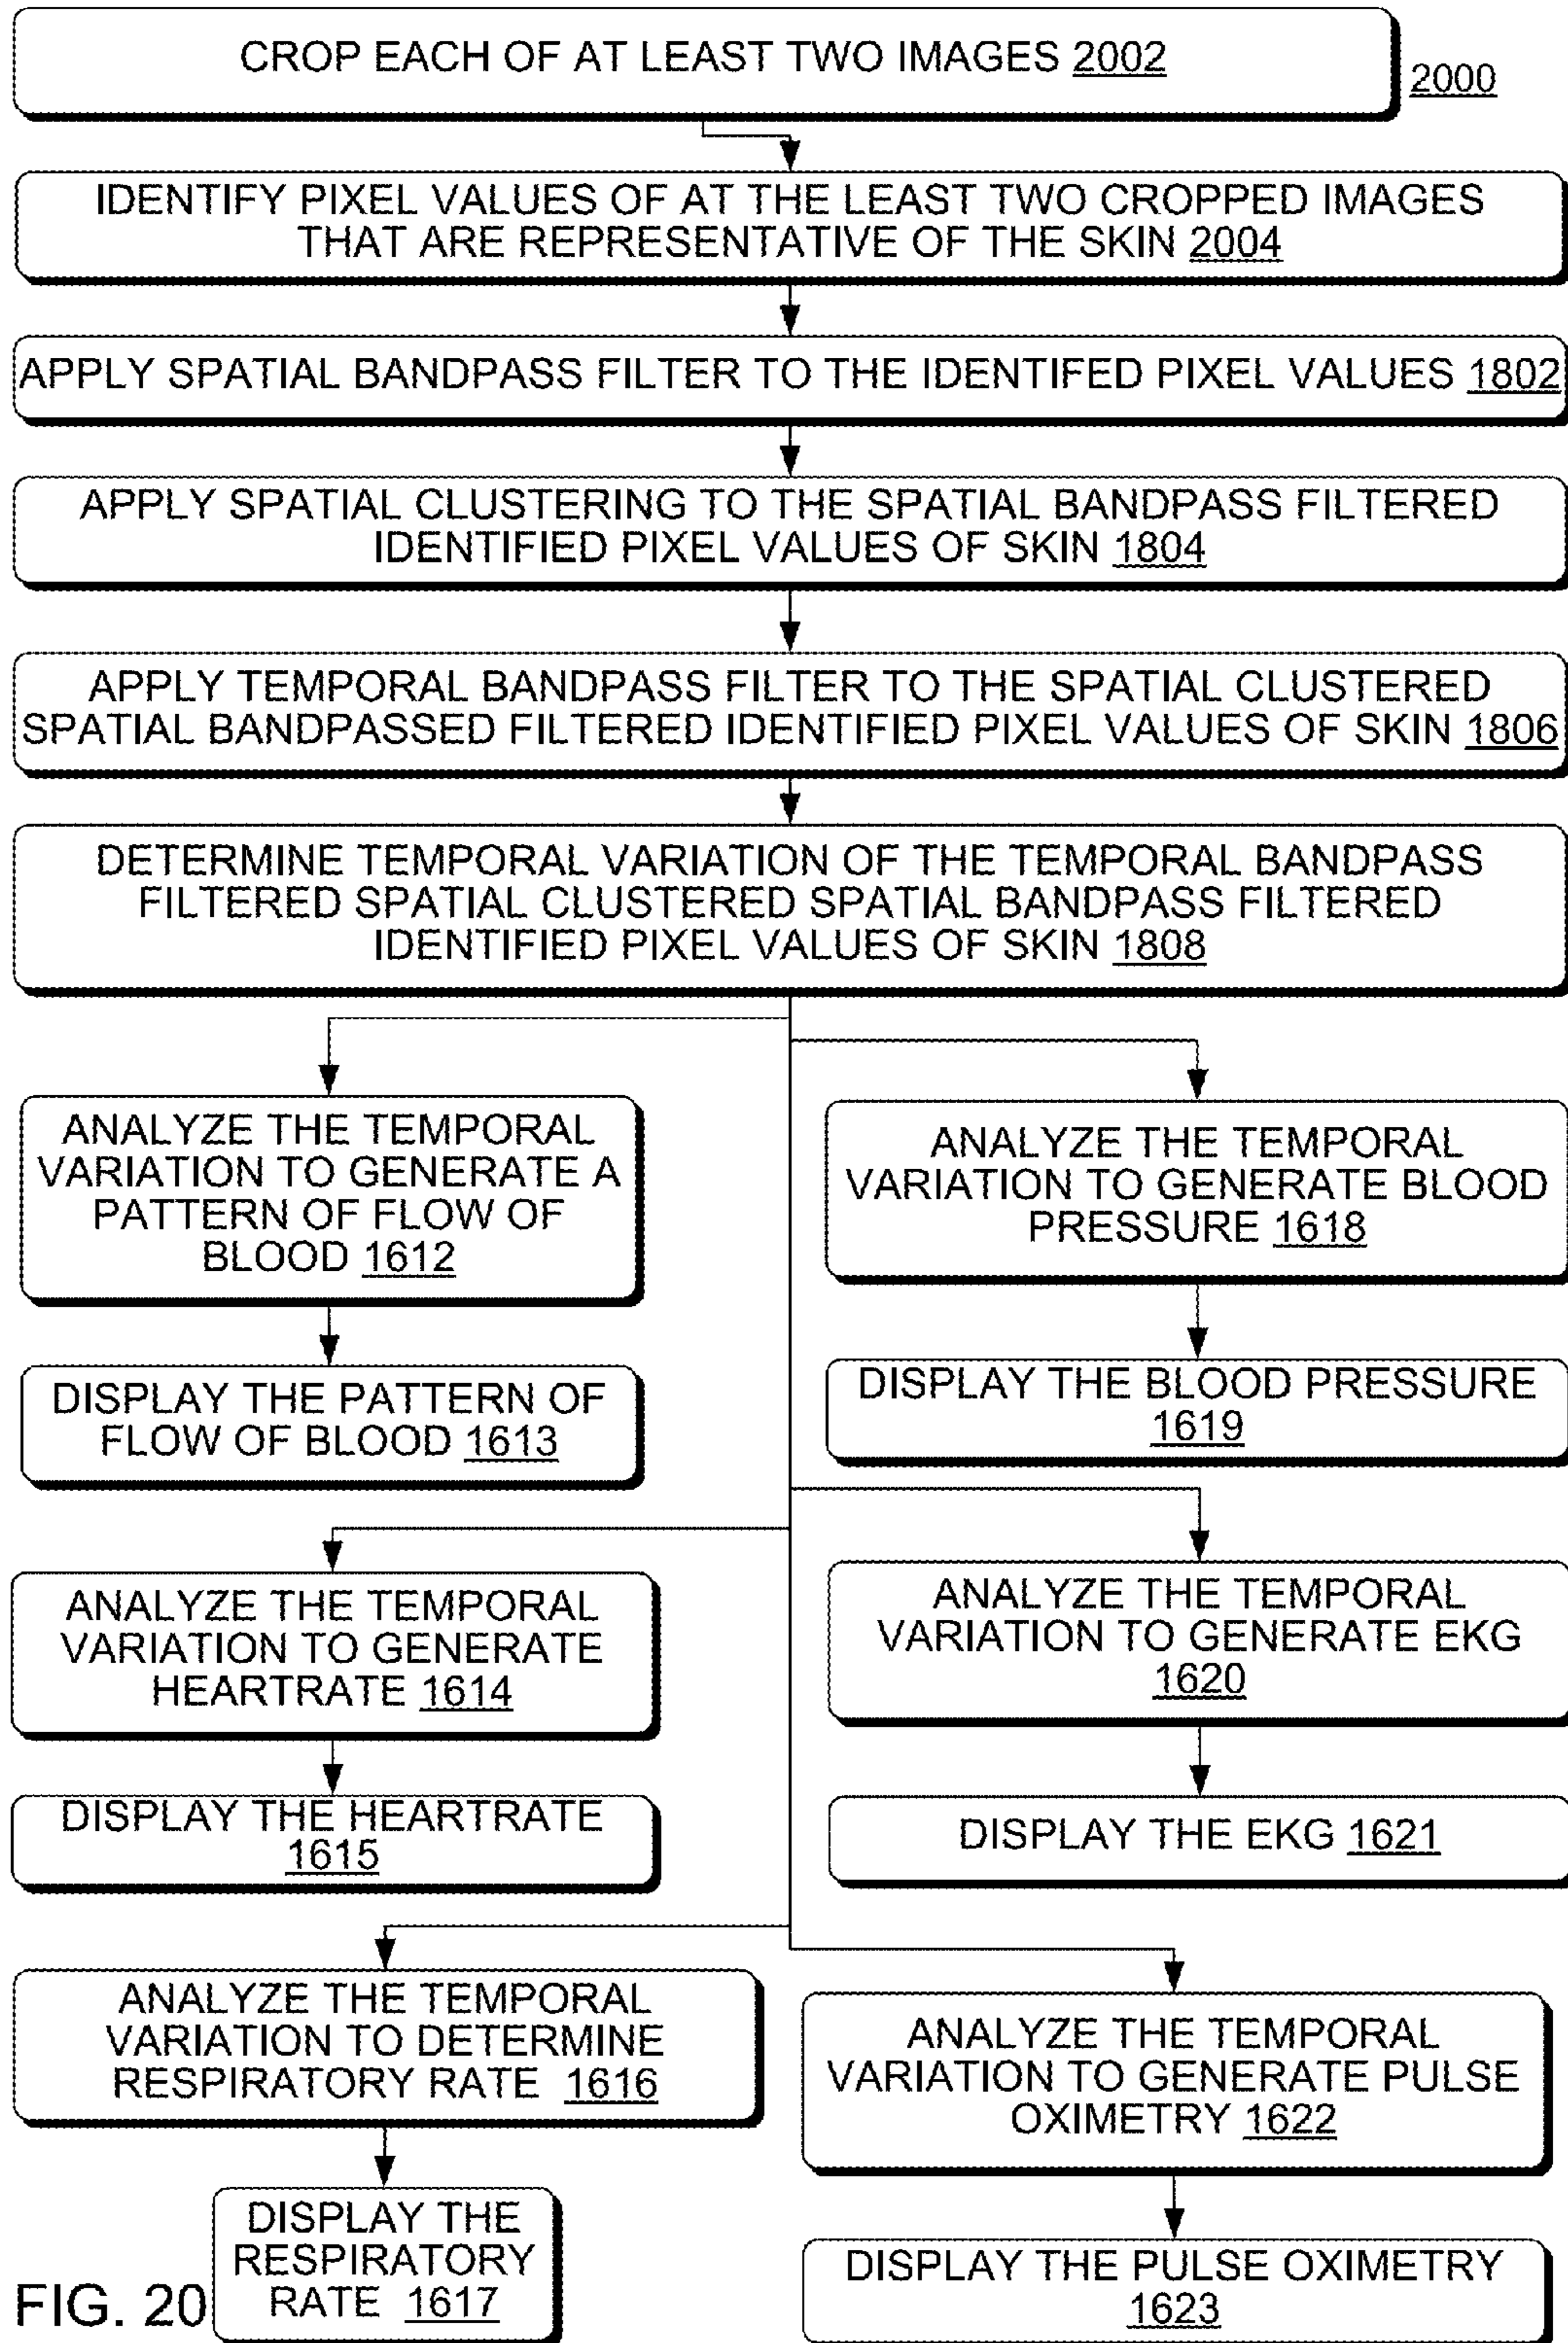 CROP EACH OF AT LEAST TWO IMAGES 2002
2000
IDENTIFY PIXEL VALUES OF AT THE LEAST TWO CROPPED IMAGES
THAT ARE REPRESENTATIVE OF THE SKIN 2004
APPLY SPATIAL BANDPASS FILTER TO THE IDENTIFED PIXEL VALUES 1802
APPLY SPATIAL CLUSTERING TO THE SPATIAL BANDPASS FILTERED
IDENTIFIED PIXEL VALUES OF SKIN 1804
APPLY TEMPORAL BANDPASS FILTER TO THE SPATIAL CLUSTERED
SPATIAL BANDPASSED FILTERED IDENTIFIED PIXEL VALUES OF SKIN 1806
DETERMINE TEMPORAL VARIATION OF THE TEMPORAL BANDPASS
FILTERED SPATIAL CLUSTERED SPATIAL BANDPASS FILTERED
IDENTIFIED PIXEL VALUES OF SKIN 1808
ANALYZE THE TEMPORAL
VARIATION TO GENERATE A
PATTERN OF FLOW OF
BLOOD 1612
ANALYZE THE TEMPORAL
VARIATION TO GENERATE BLOOD
PRESSURE 1618
DISPLAY THE PATTERN OF
FLOW OF BLOOD 1613
DISPLAY THE BLOOD PRESSURE
1619
ANALYZE THE TEMPORAL
VARIATION TO GENERATE
HEARTRATE 1614
ANALYZE THE TEMPORAL
VARIATION TO GENERATE EKG
1620
DISPLAY THE HEARTRATE
1615
DISPLAY THE EKG 1621
ANALYZE THE TEMPORAL
VARIATION TO DETERMINE
RESPIRATORY RATE 1616
ANALYZE THE TEMPORAL
VARIATION TO GENERATE PULSE
OXIMETRY 1622
DISPLAY THE
RESPIRATORY
RATE 1617
DISPLAY THE PULSE OXIMETRY
1623
FIG. 20